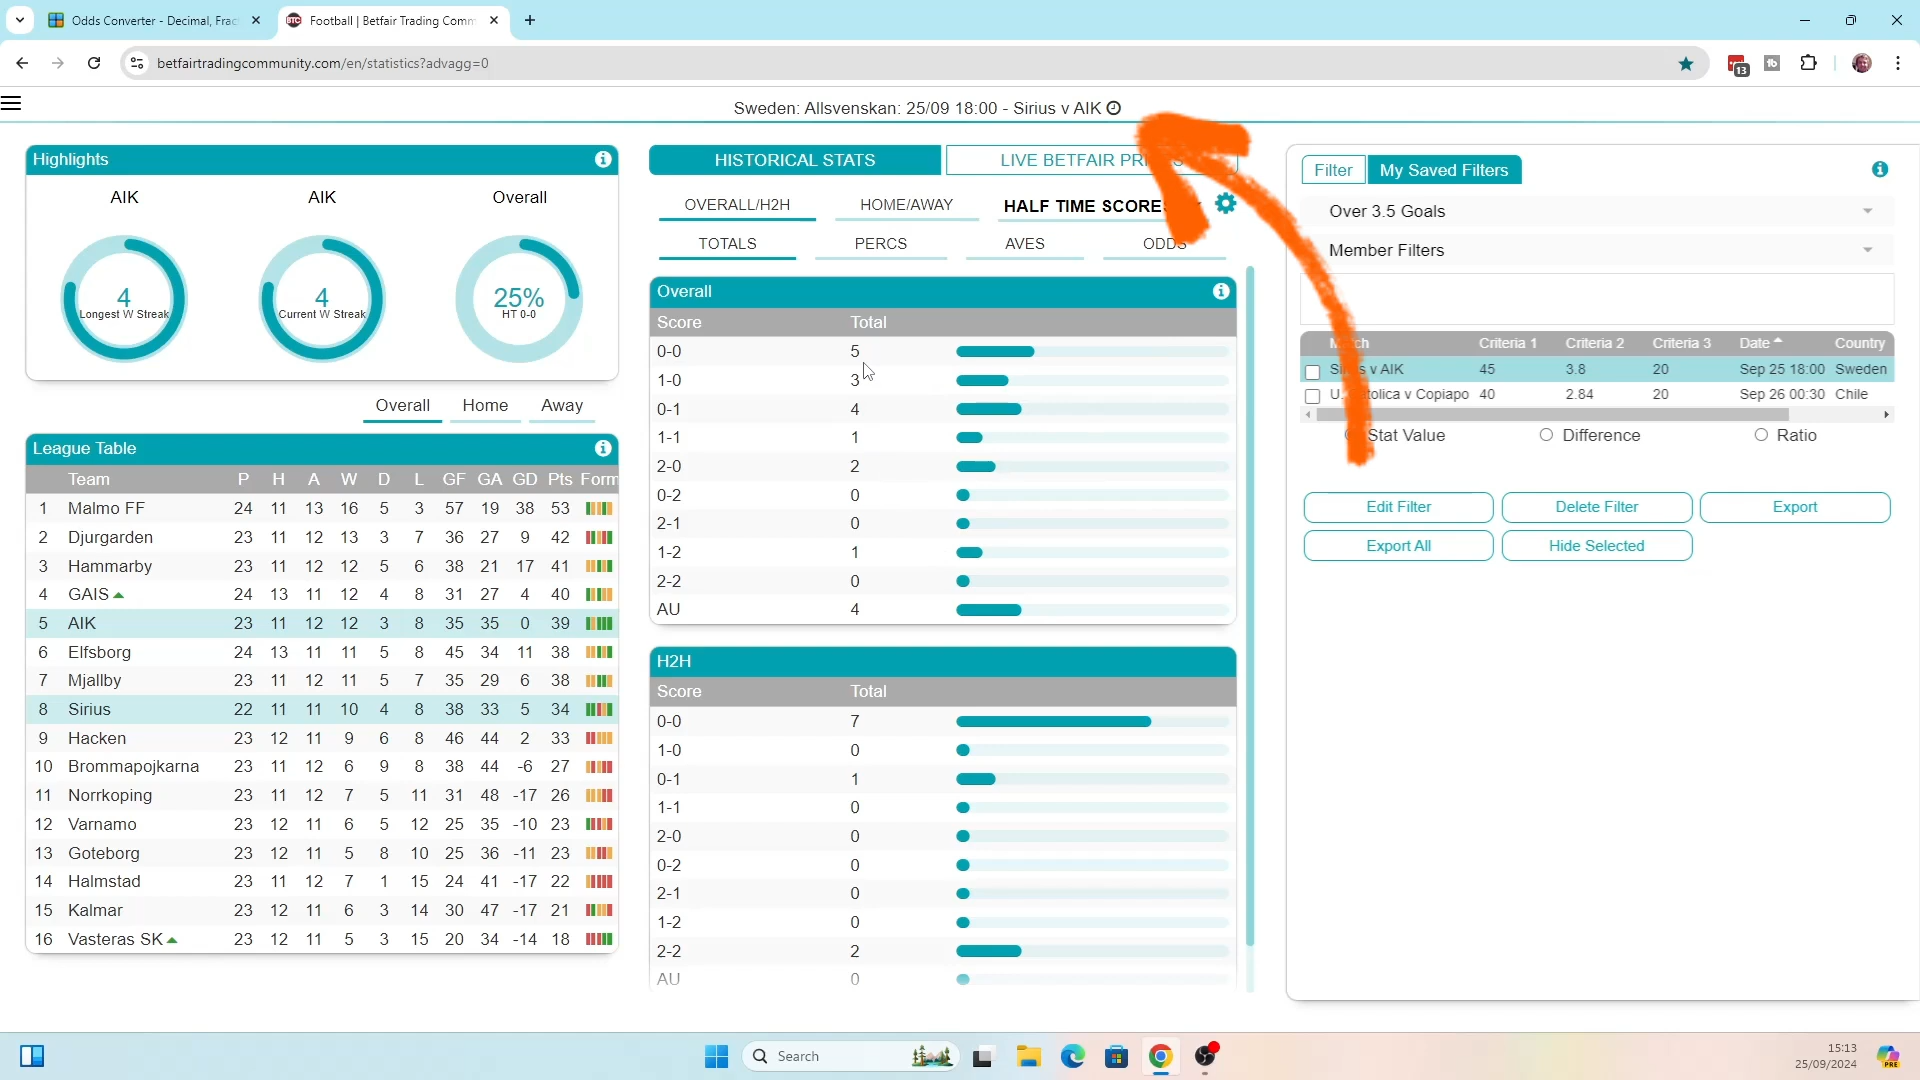 Odds Converter - Decimal, Frac
Football | Betfair Trading Comm
betfairtradingcommunity.com/en/statistics?advagg=0
13
Sweden: Allsvenskan: 25/09 18:00 - Sirius v AIK
Highlights
AIK AIK Overall
4 Longest W Streak
4 Current W Streak
25% HT 0-0
Overall Home Away
League Table
Team P H A W D L GF GA GD Pts Form
1 Malmo FF 24 11 13 16 5 3 57 19 38 53
2 Djurgarden 23 11 12 13 3 7 36 27 9 42
3 Hammarby 23 11 12 12 5 6 38 21 17 41
4 GAIS 24 13 11 12 4 8 31 27 4 40
5 AIK 23 11 12 12 3 8 35 35 0 39
6 Elfsborg 24 13 11 11 5 8 45 34 11 38
7 Mjallby 23 11 12 11 5 7 35 29 6 38
8 Sirius 22 11 11 10 4 8 38 33 5 34
9 Hacken 23 12 11 9 6 8 46 44 2 33
10 Brommapojkarna 23 11 12 6 9 8 38 44 -6 27
11 Norrkoping 23 11 12 7 5 11 31 48 -17 26
12 Varnamo 23 12 11 6 5 12 25 35 -10 23
13 Goteborg 23 12 11 5 8 10 25 36 -11 23
14 Halmstad 23 11 12 7 1 15 24 41 -17 22
15 Kalmar 23 12 11 6 3 14 30 47 -17 21
16 Vasteras SK 23 12 11 5 3 15 20 34 -14 18
HISTORICAL STATS LIVE BETFAIR
OVERALL/H2H HOME/AWAY HALF TIME SCORES
TOTALS PERCS AVES ODDS
Overall
Score Total
0-0 5
1-0 3
0-1 4
1-1 1
2-0 2
0-2 0
2-1 0
1-2 1
2-2 0
AU 4
H2H
Score Total
0-0 7
1-0 0
0-1 1
1-1 0
2-0 0
0-2 0
2-1 0
1-2 0
2-2 2
AU 0
Filter My Saved Filters
Over 3.5 Goals
Member Filters
Criteria 1 Criteria 2 Criteria 3 Date Country
v AIK 45 3.8 20 Sep 25 18:00 Sweden
v Copiapo 40 2.84 20 Sep 26 00:30 Chile
Stat Value Difference Ratio
Edit Filter Delete Filter Export
Export All Hide Selected
Search
15:13
25/09/2024
PRE